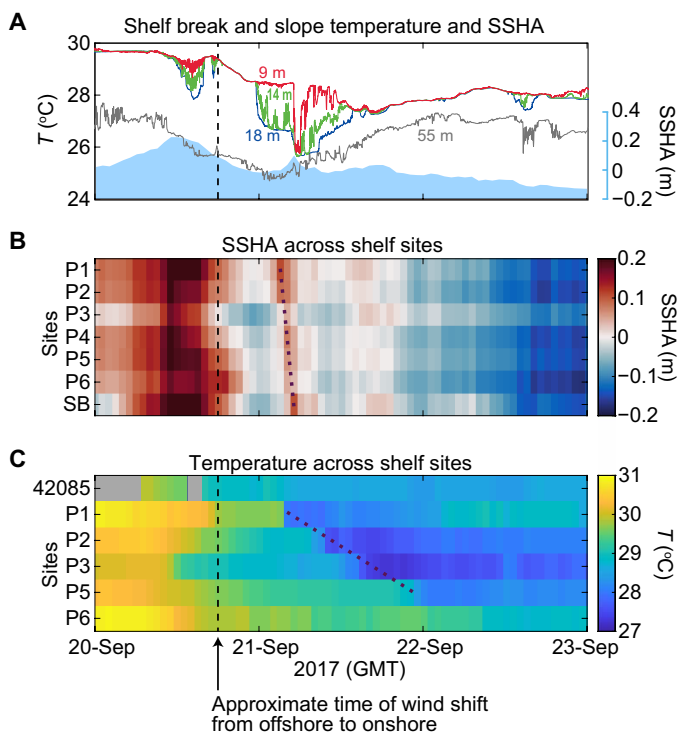 A
Shelf break and slope temperature and SSHA
30
28
26
24
T (°C)
9 m
14 m
18 m
55 m
0.4
0.2
0
−0.2
SSHA (m)
B
SSHA across shelf sites
P1
P2
P3
P4
P5
P6
SB
Sites
0.2
0.1
0
−0.1
−0.2
SSHA (m)
C
Temperature across shelf sites
42085
P1
P2
P3
P5
P6
Sites
31
30
29
28
27
T (°C)
20-Sep
21-Sep
22-Sep
23-Sep
2017 (GMT)
Approximate time of wind shift
from offshore to onshore